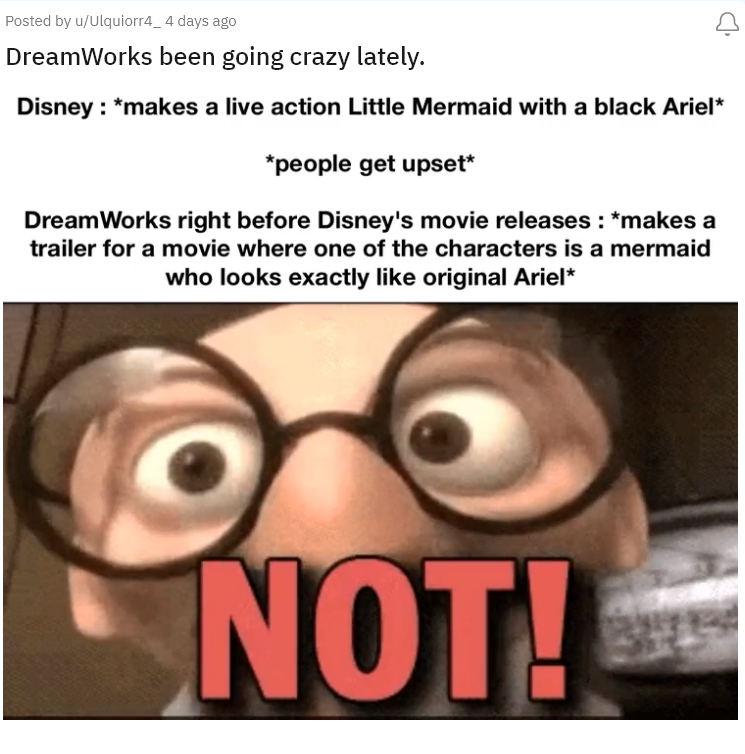 Posted by u/Ulquiorr4_ 4 days ago
DreamWorks been going crazy lately.
Disney : *makes a live action Little Mermaid with a black Ariel*
*people get upset*
DreamWorks right before Disney's movie releases : *makes a
trailer for a movie where one of the characters is a mermaid
who looks exactly like original Ariel*
NOT!